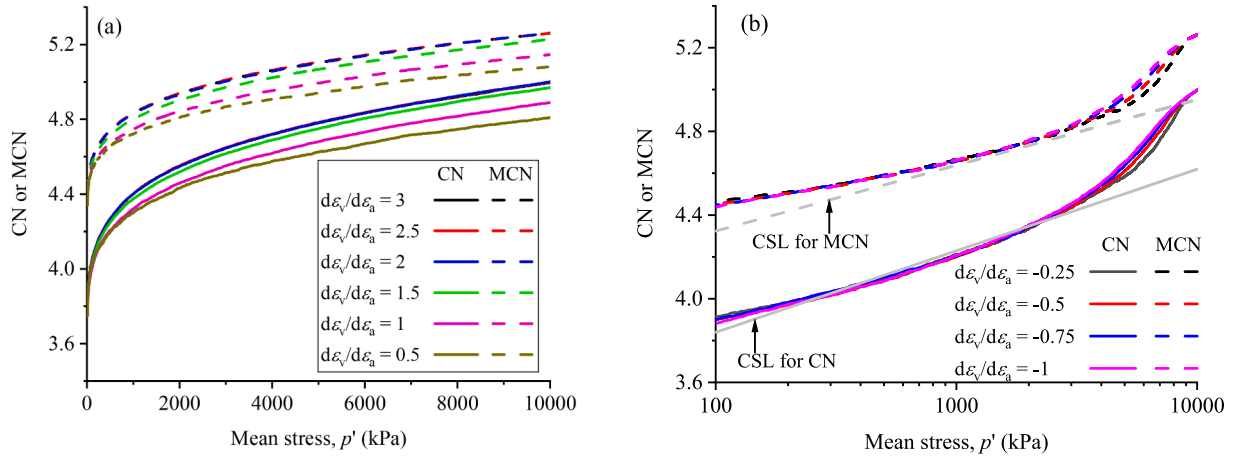 (a)
CN or MCN
5.2
4.8
4.4
4.0
3.6
CN MCN
dεv/dεa = 3
dεv/dεa = 2.5
dεv/dεa = 2
dεv/dεa = 1.5
dεv/dεa = 1
dεv/dεa = 0.5
0 2000 4000 6000 8000 10000
Mean stress, p' (kPa)
(b)
CN or MCN
5.2
4.8
4.4
4.0
3.6
CSL for MCN
CSL for CN
CN MCN
dεv/dεa = -0.25
dεv/dεa = -0.5
dεv/dεa = -0.75
dεv/dεa = -1
100 1000 10000
Mean stress, p' (kPa)